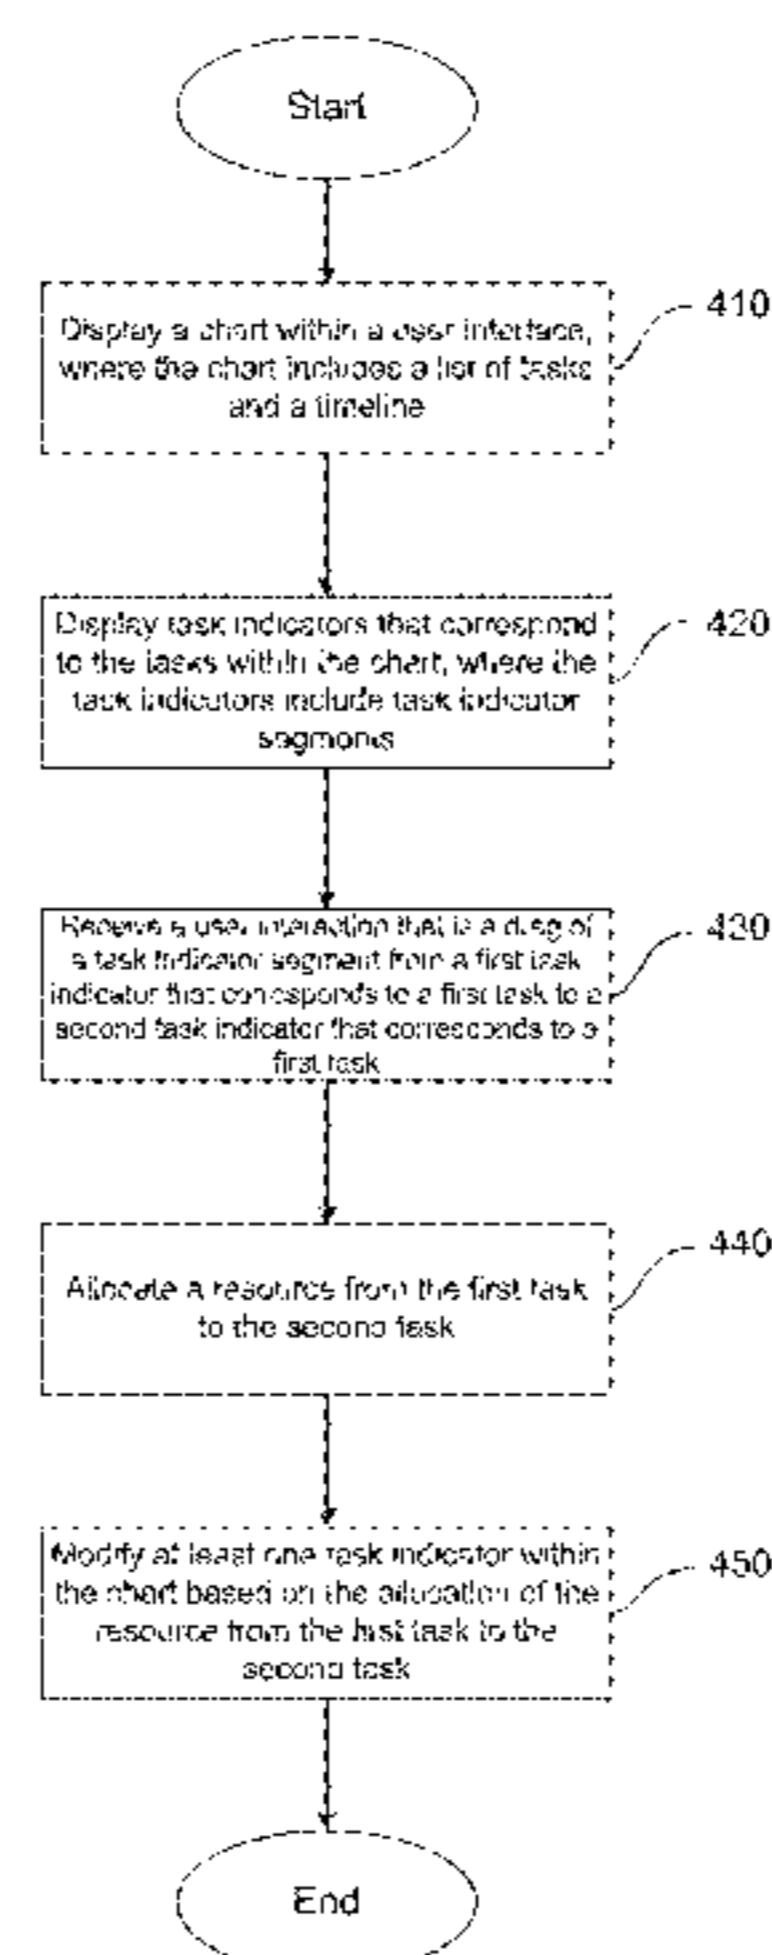 Start
Display a chart within a user interface,
where the chart includes a list of tasks
and a timeline
410
Display task indicators that correspond
to the tasks within the chart, where the
task indicators include task indicator
segments
420
Receive a user interaction that is a drag of
a task indicator segment from a first task
indicator that corresponds to a first task to a
second task indicator that corresponds to a
first task
430
Allocate a resource from the first task
to the second task
440
Modify at least one task indicator within
the chart based on the allocation of the
resource from the first task to the
second task
450
End